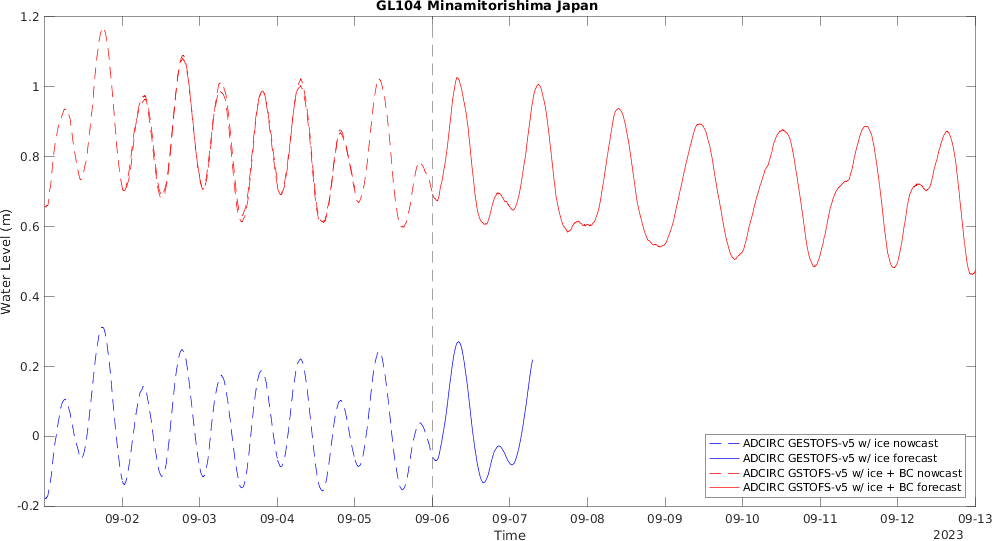 GL104 Minamitorishima Japan
Water Level (m)
1.2
1
0.8
0.6
0.4
0.2
0
-0.2
ADCIRC GESTOFS-v5 w/ ice nowcast
ADCIRC GESTOFS-v5 w/ ice forecast
ADCIRC GSTOFS-v5 w/ ice + BC nowcast
ADCIRC GSTOFS-v5 w/ ice + BC forecast
09-02 09-03 09-04 09-05 09-06 09-07 09-08 09-09 09-10 09-11 09-12 09-13
Time
2023